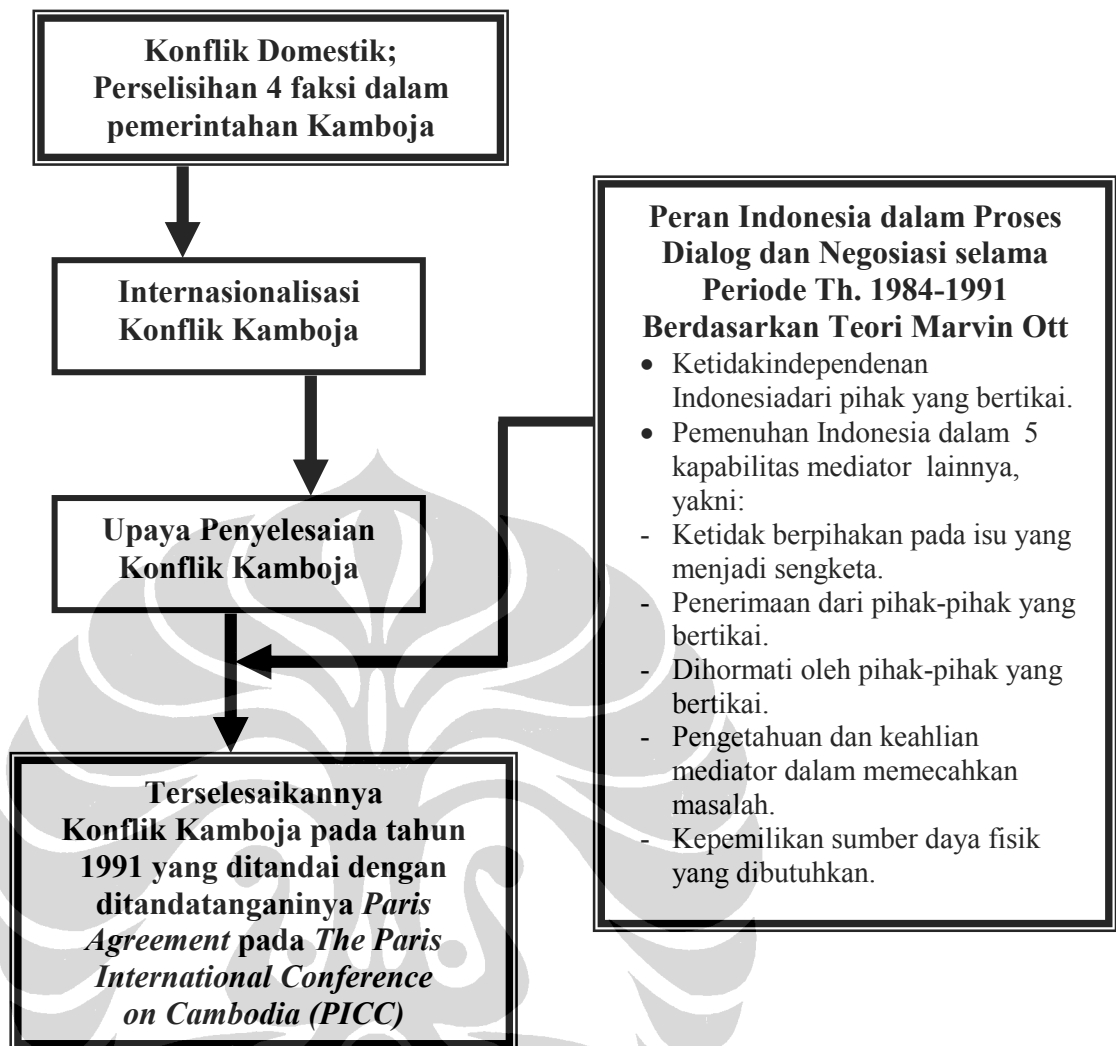 Konflik Domestik;
Perselisihan 4 faksi dalam
pemerintahan Kamboja
Internasionalisasi
Konflik Kamboja
Upaya Penyelesaian
Konflik Kamboja
Terselesaikannya
Konflik Kamboja pada tahun
1991 yang ditandai dengan
ditandatanganinya Paris
Agreement pada The Paris
International Conference
on Cambodia (PICC)
Peran Indonesia dalam Proses
Dialog dan Negosiasi selama
Periode Th. 1984-1991
Berdasarkan Teori Marvin Ott
• Ketidakindependenan
Indonesiadari pihak yang bertikai.
• Pemenuhan Indonesia dalam 5
kapabilitas mediator lainnya,
yakni:
- Ketidak berpihakan pada isu yang
menjadi sengketa.
- Penerimaan dari pihak-pihak yang
bertikai.
- Dihormati oleh pihak-pihak yang
bertikai.
- Pengetahuan dan keahlian
mediator dalam memecahkan
masalah.
- Kepemilikan sumber daya fisik
yang dibutuhkan.